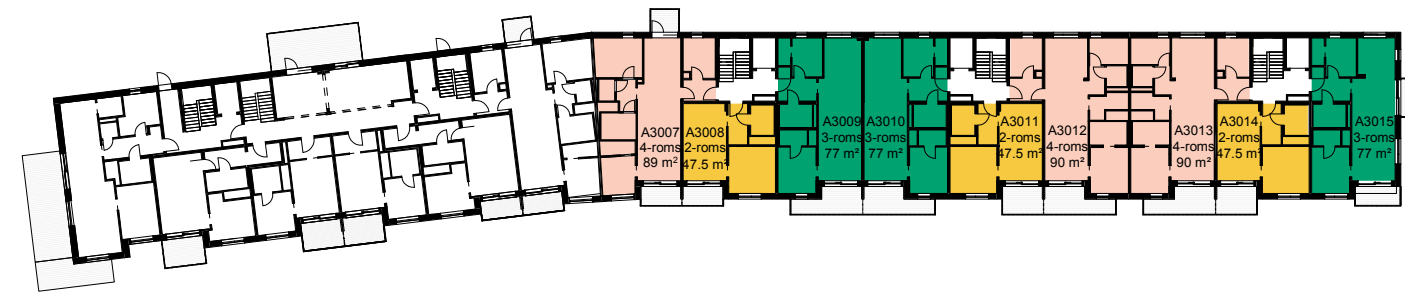 A3007
4-roms
89 m²
A3008
2-roms
47.5 m²
A3009
3-roms
77 m²
A3010
3-roms
77 m²
A3011
2-roms
47.5 m²
A3012
4-roms
90 m²
A3013
4-roms
90 m²
A3014
2-roms
47.5 m²
A3015
3-roms
77 m²